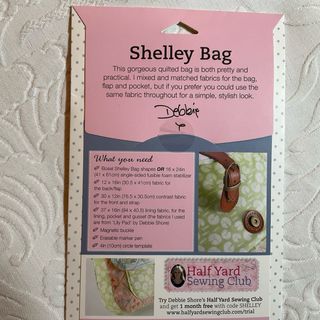 Shelley Bag
This gorgeous quilted bag is both pretty and
practical. I mixed and matched fabrics for the bag,
flap and pocket, but if you prefer you could use the
same fabric throughout for a simple, stylish look.
Debbie
What you need
Bosal Shelley Bag shapes OR 16 x 24in
(41 x 61cm) single-sided fusible foam stabilizer
12 x 16in (30.5 x 41cm) fabric for
the back/flap
30 x 12in (76.5 x 30.5cm) contrast fabric
for the front and strap
37 x 16in (94 x 40.5) lining fabric, for the
lining, pocket and gusset (the fabrics I used
are from 'Lily Pad' by Debbie Shore)
Magnetic buckle
Erasable marker pen
4in (10cm) circle template
Half Yard
Sewing Club
Try Debbie Shore's Half Yard Sewing Club
and get 1 month free with code SHELLEY
www.halfyardsewingclub.com/trial